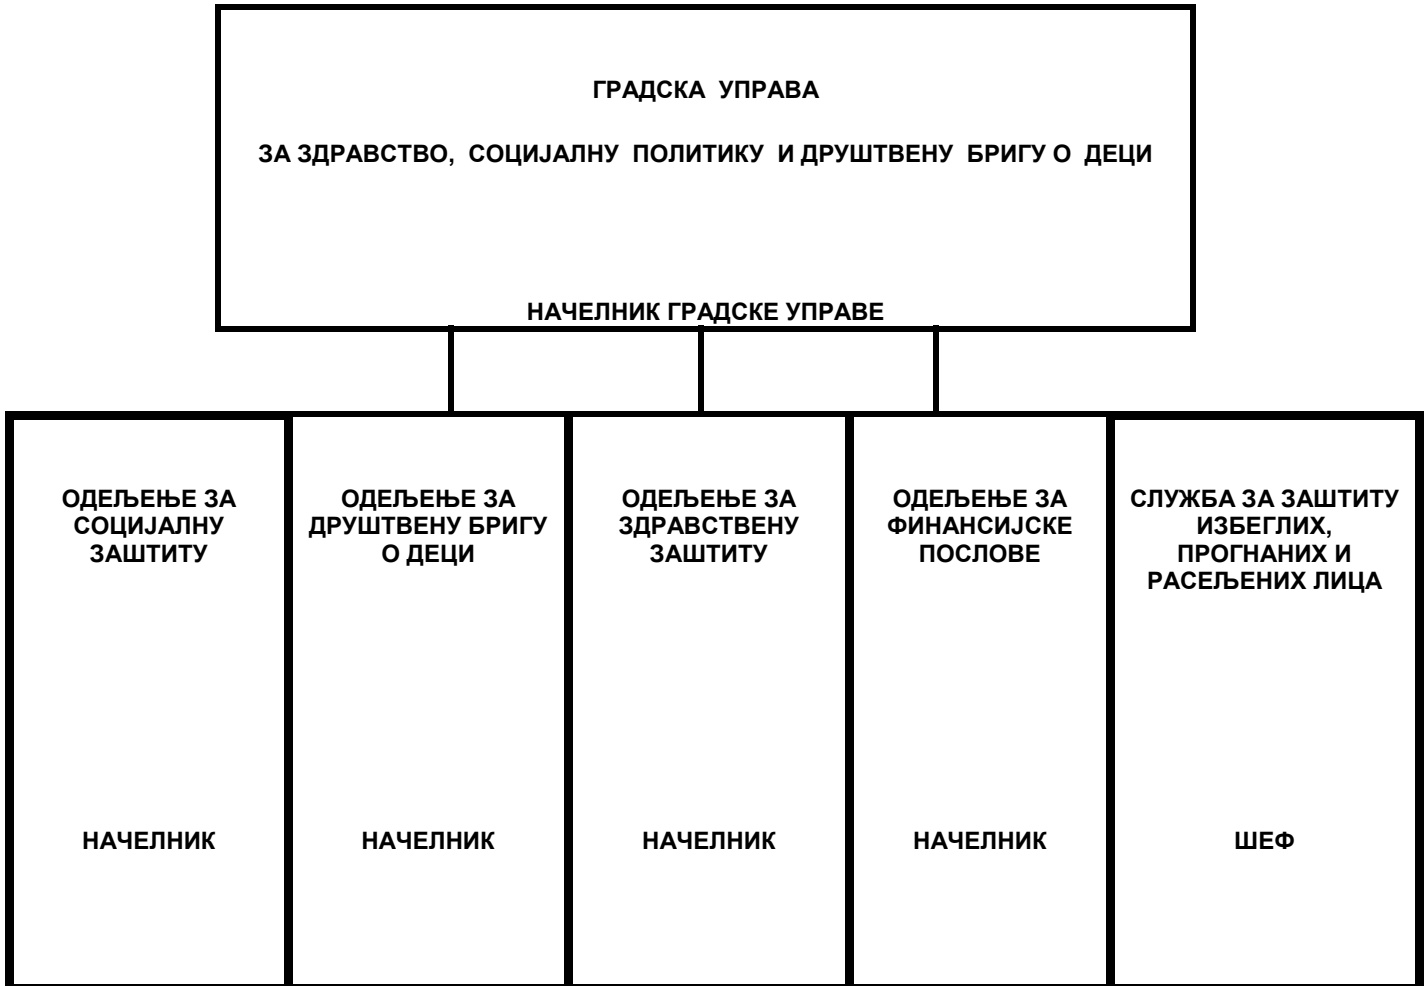 ГРАДСКА УПРАВА
ЗА ЗДРАВСТВО, СОЦИЈАЛНУ ПОЛИТИКУ И ДРУШТВЕНУ БРИГУ О ДЕЦИ
НАЧЕЛНИК ГРАДСКЕ УПРАВЕ
ОДЕЉЕЊЕ ЗА
СОЦИЈАЛНУ
ЗАШТИТУ
НАЧЕЛНИК
ОДЕЉЕЊЕ ЗА
ДРУШТВЕНУ БРИГУ
О ДЕЦИ
НАЧЕЛНИК
ОДЕЉЕЊЕ ЗА
ЗДРАВСТВЕНУ
ЗАШТИТУ
НАЧЕЛНИК
ОДЕЉЕЊЕ ЗА
ФИНАНСИЈСКЕ
ПОСЛОВЕ
НАЧЕЛНИК
СЛУЖБА ЗА ЗАШТИТУ
ИЗБЕГЛИХ,
ПРОГНАНИХ И
РАСЕЉЕНИХ ЛИЦА
ШЕФ